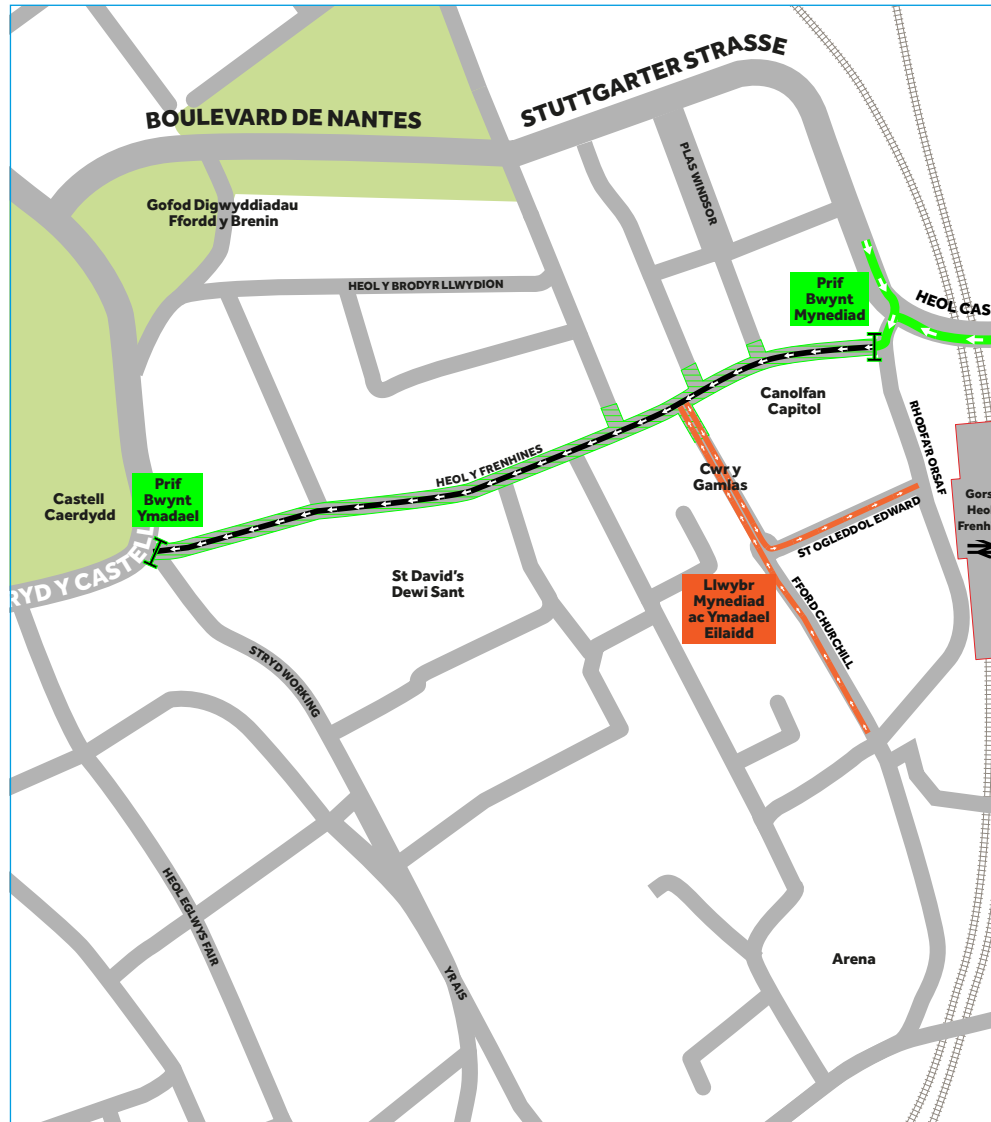 BOULEVARD DE NANTES
STUTTGARTER STRASSE
PLAS WINDSOR
Gofod Digwyddiadau
Ffordd y Brenin
HEOL Y BRODYR LLWYDION
Prif
Bwynt
Mynediad
HEOL CAS
Canolfan
Capitol
RHODFA'R ORSAF
HEOL Y FRENHINES
Cwr y
Gamlas
Castell
Caerdydd
Prif
Bwynt
Ymadael
Gors
Heol
Frenh
ST OGLEDDOL EDWARD
RYD Y CASTELL
St David's
Dewi Sant
Llwybr
Mynediad
ac Ymadael
Eilaidd
FFORD CHURCHILL
STRYD WORKING
HEOL EGLWYS FAIR
YR AIS
Arena